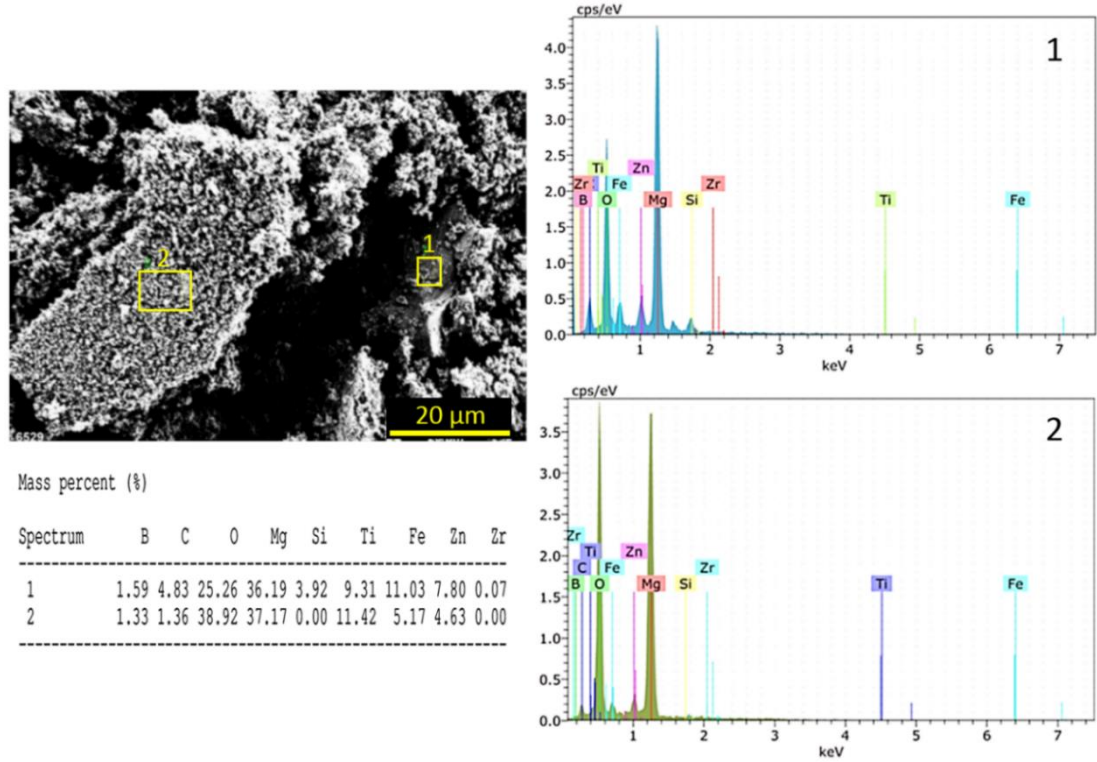 2
1
20 µm
6529
Mass percent (%)
Spectrum B C O Mg Si Ti Fe Zn Zr
1 1.59 4.83 25.26 36.19 3.92 9.31 11.03 7.80 0.07
2 1.33 1.36 38.92 37.17 0.00 11.42 5.17 4.63 0.00
cps/eV
1
4.0
3.5
3.0
2.5
2.0
1.5
1.0
0.5
0.0
Ti Zn
Zr Fe Zr
B O Mg Si Ti Fe
1 2 3 4 5 6 7
keV
cps/eV
2
3.5
3.0
2.5
2.0
1.5
1.0
0.5
0.0
Zr
Ti Zn
C Fe Zr
B O Mg Si Ti Fe
1 2 3 4 5 6 7
keV